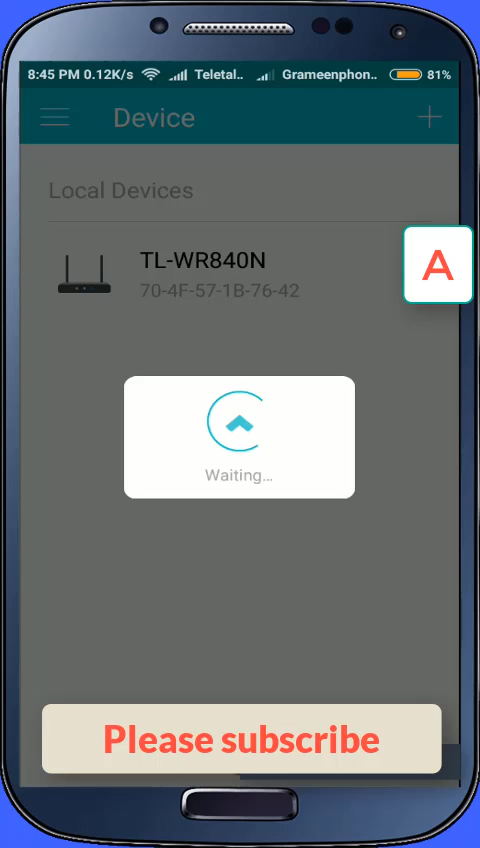 8:45 PM 0.12K/s Teletal.. Grameenphon.. 81%
Device
Local Devices
TL-WR840N
70-4F-57-1B-76-42
A
Waiting...
Please subscribe